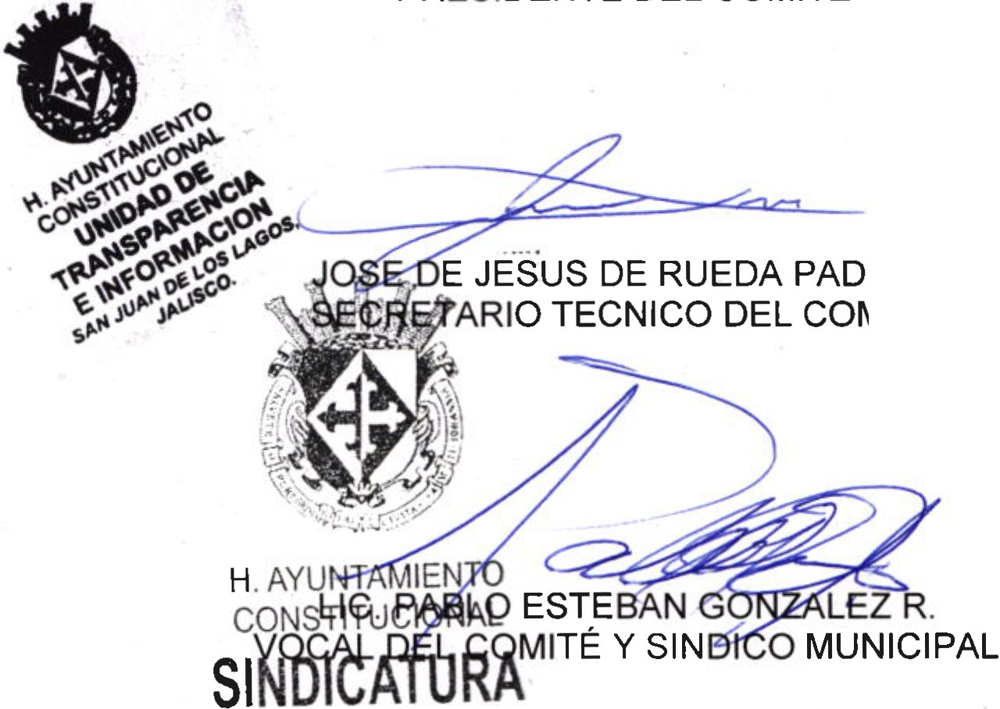 PRESIDENTE DEL COMITÉ
H. AYUNTAMIENTO
CONSTITUCIONAL
UNIDAD DE
TRANSPARENCIA
E INFORMACION
SAN JUAN DE LOS LAGOS,
JALISCO.
JOSE DE JESUS DE RUEDA PAD
SECRETARIO TECNICO DEL COM
H. AYUNTAMIENTO
CONSTITUCIONAL
SINDICATURA
LIC. PABLO ESTEBAN GONZALEZ R.
VOCAL DEL COMITÉ Y SINDICO MUNICIPAL